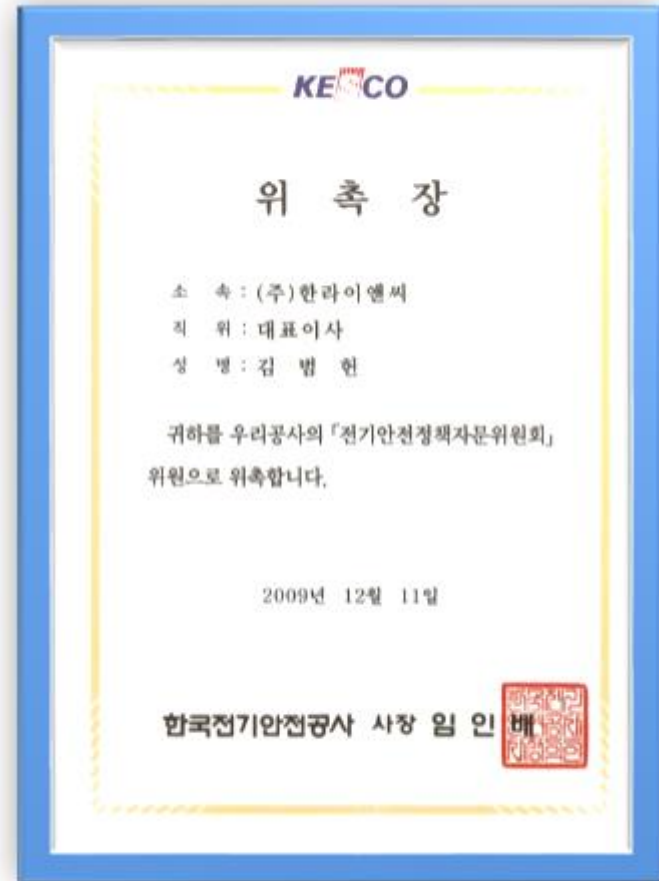 KESCO
위 촉 장
소 속 : (주)한라이앤씨
직 위 : 대표이사
성 명 : 김 범 헌
귀하를 우리공사의 「전기안전정책자문위원회」
위원으로 위촉합니다.
2009년 12월 11일
한국전기안전공사 사장 임 인 배